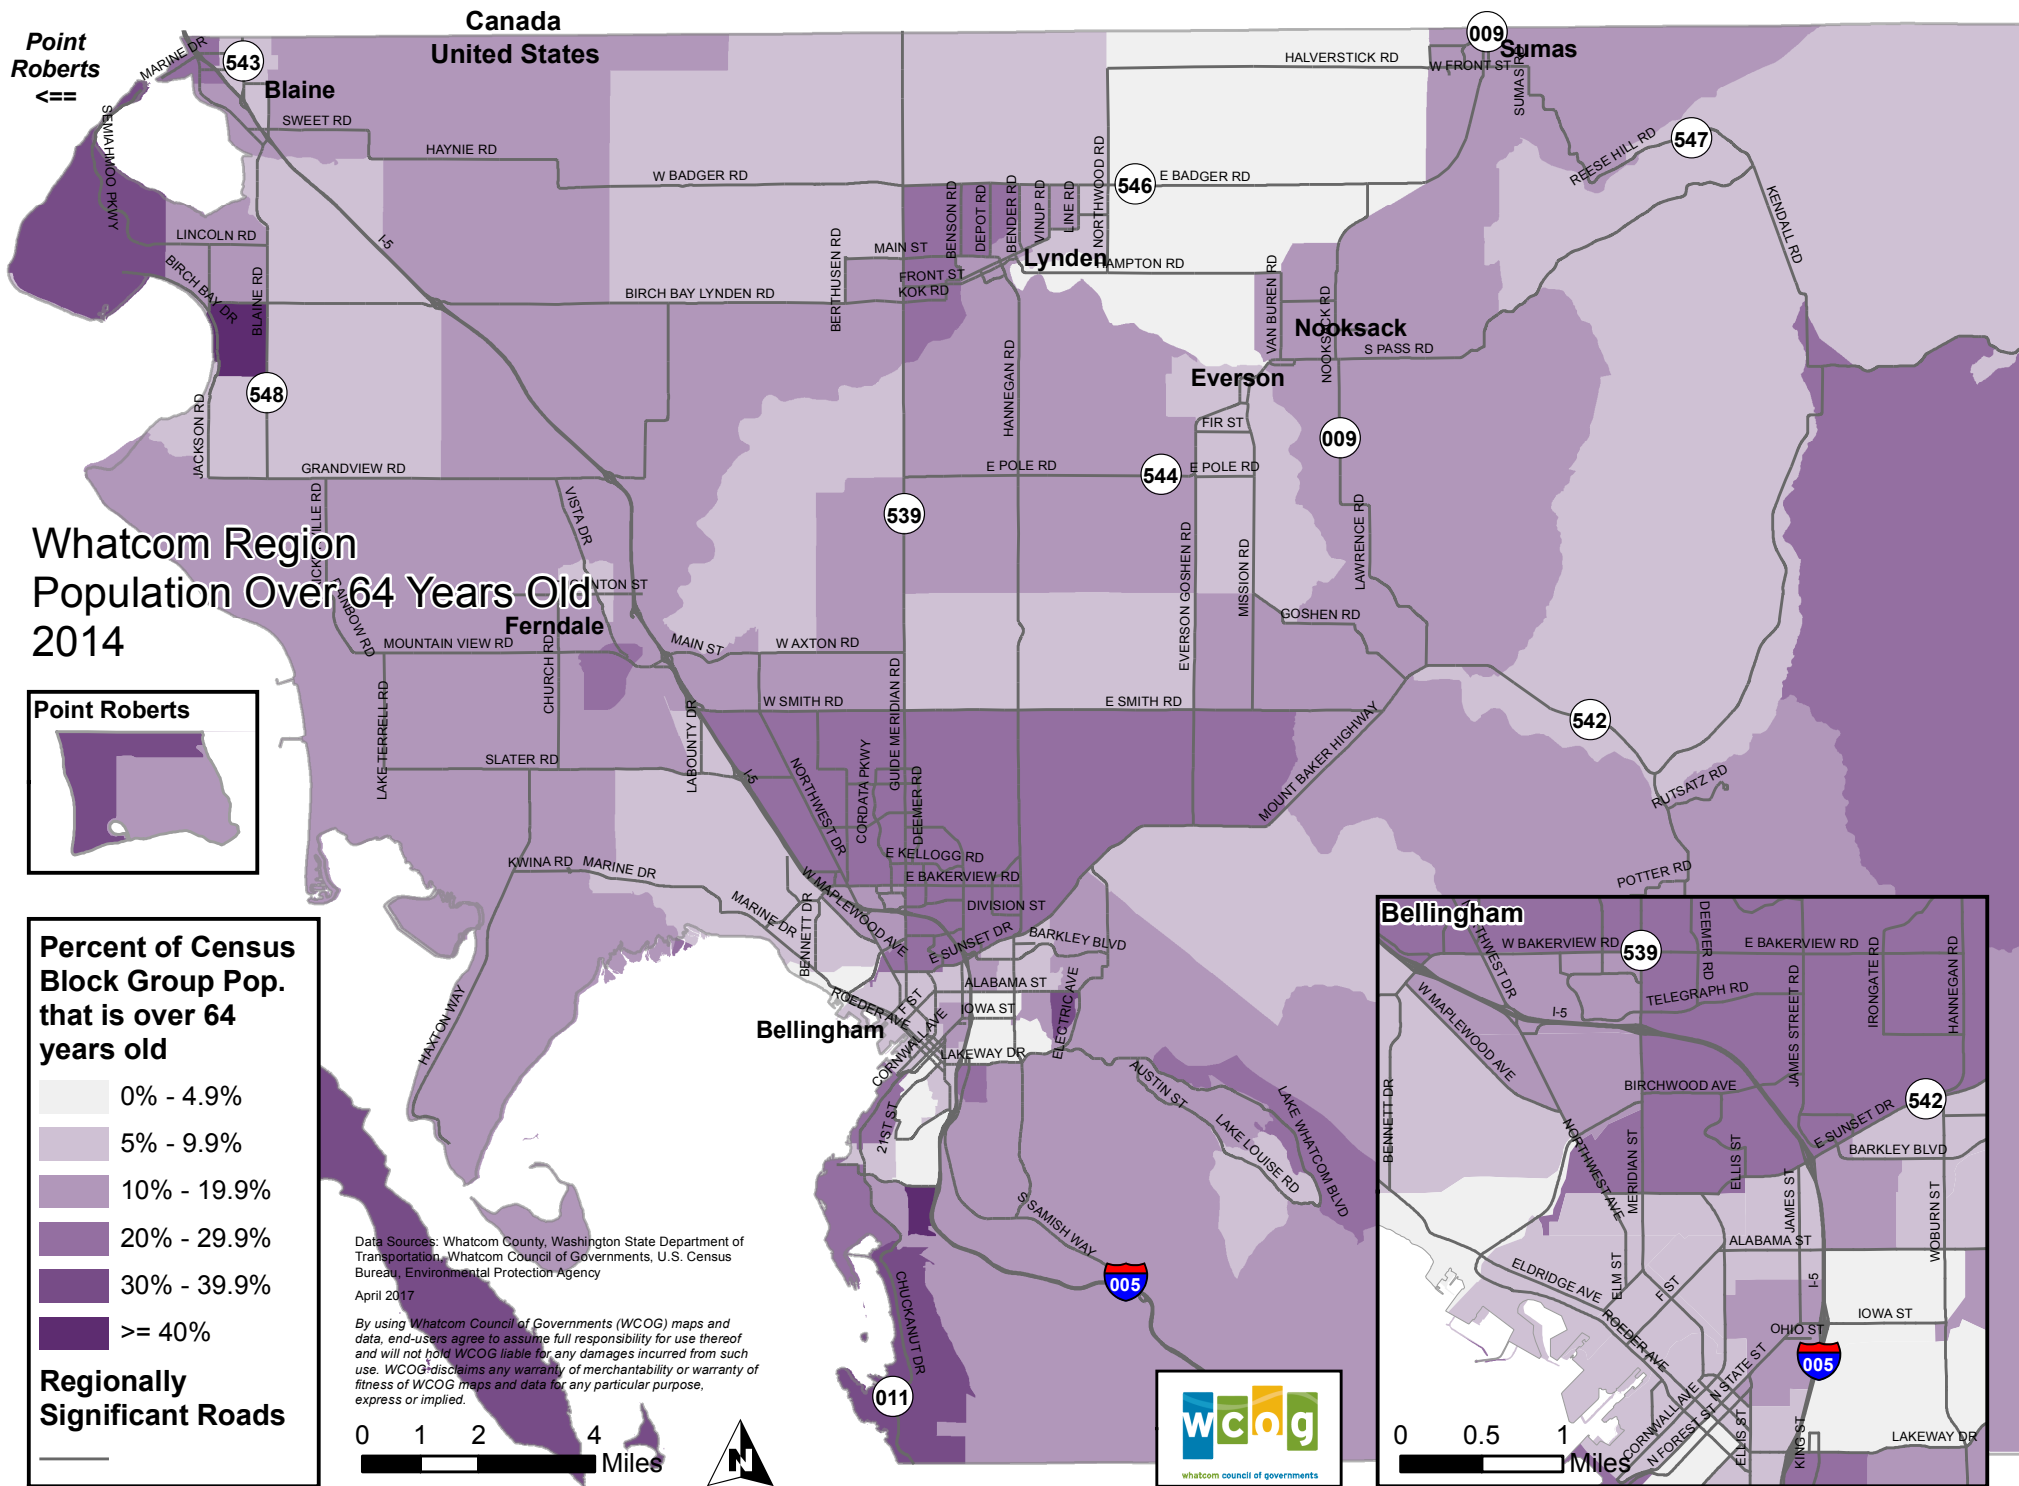 Canada
United States
Point
Roberts
<==
MARINE DR
543
Blaine
SEMIAHMOO PKWY
SWEET RD
HAYNIE RD
W BADGER RD
I-5
LINCOLN RD
BIRCH BAY DR
BLAINE RD
BIRCH BAY LYNDEN RD
548
JACKSON RD
GRANDVIEW RD
009
Sumas
HALVERSTICK RD
W FRONT ST
SUMAS RD
547
REESE HILL RD
KENDALL RD
546
E BADGER RD
NORTHWOOD RD
LINE RD
VINUP RD
BENDER RD
DEPOT RD
BENSON RD
BERTHUSEN RD
MAIN ST
FRONT ST
KOK RD
Lynden
HAMPTON RD
VAN BUREN RD
NOOKSACK RD
Nooksack
S PASS RD
Everson
FIR ST
HANNEGAN RD
E POLE RD
544
E POLE RD
009
539
LAWRENCE RD
MISSION RD
EVERSON GOSHEN RD
GOSHEN RD
Whatcom Region
Population Over 64 Years Old
2014
VISTA DR
RAINBOW RD
Ferndale
MOUNTAIN VIEW RD
CHURCH RD
MAIN ST
W AXTON RD
LAKE TERRELL RD
W SMITH RD
E SMITH RD
GUIDE MERIDIAN RD
LABOUNTY DR
SLATER RD
I-5
NORTHWEST DR
CORDATA PKWY
DEEMER RD
MOUNT BAKER HIGHWAY
542
RUTSATZ RD
POTTER RD
E KELLOGG RD
E BAKERVIEW RD
KWINA RD
MARINE DR
MARINE DR
BENNETT DR
W MAPLEWOOD AVE
DIVISION ST
E SUNSET DR
BARKLEY BLVD
ALABAMA ST
ELECTRIC AVE
IOWA ST
F ST
ROEDER AVE
Bellingham
CORNWALL AVE
LAKEWAY DR
HAXTON WAY
21ST ST
AUSTIN ST
LAKE LOUISE RD
LAKE WHATCOM BLVD
S SAMISH WAY
005
CHUCKANUT DR
011
Point Roberts
Percent of Census
Block Group Pop.
that is over 64
years old
0% - 4.9%
5% - 9.9%
10% - 19.9%
20% - 29.9%
30% - 39.9%
>= 40%
Regionally
Significant Roads
Data Sources: Whatcom County, Washington State Department of
Transportation, Whatcom Council of Governments, U.S. Census
Bureau, Environmental Protection Agency
April 2017
By using Whatcom Council of Governments (WCOG) maps and
data, end-users agree to assume full responsibility for use thereof
and will not hold WCOG liable for any damages incurred from such
use. WCOG disclaims any warranty of merchantability or warranty of
fitness of WCOG maps and data for any particular purpose,
express or implied.
0 1 2 4
Miles
N
wcog
whatcom council of governments
Bellingham
NORTHWEST DR
W BAKERVIEW RD
539
DEEMER RD
E BAKERVIEW RD
IRONGATE RD
HANNEGAN RD
W MAPLEWOOD AVE
TELEGRAPH RD
I-5
JAMES STREET RD
BIRCHWOOD AVE
542
BENNETT DR
NORTHWEST AVE
MERIDIAN ST
ELLIS ST
E SUNSET DR
BARKLEY BLVD
JAMES ST
WOBURN ST
ALABAMA ST
ELDRIDGE AVE
ELM ST
F ST
I-5
IOWA ST
OHIO ST
ROEDER AVE
005
N STATE ST
CORNWALL AVE
N FOREST ST
ELLIS ST
KING ST
LAKEWAY DR
0 0.5 1
Miles